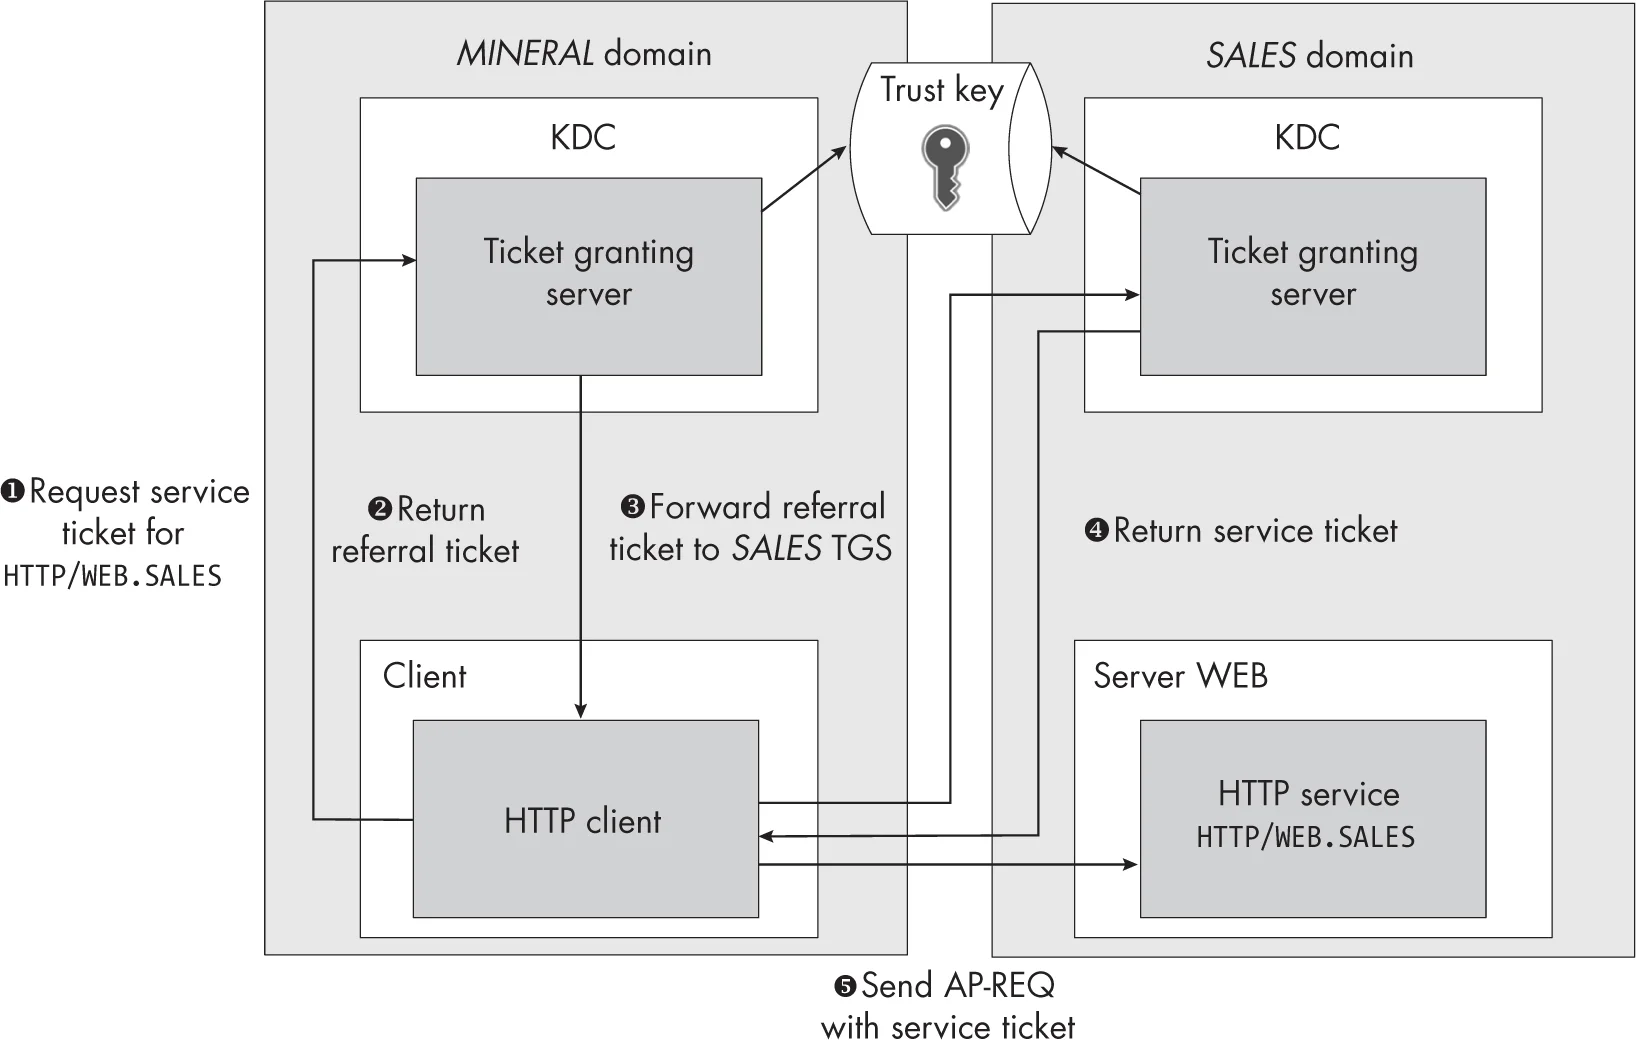 MINERAL domain
SALES domain
Trust key
KDC
KDC
Ticket granting
server
Ticket granting
server
❶Request service
ticket for
HTTP/WEB.SALES
❷Return
referral ticket
❸Forward referral
ticket to SALES TGS
❹Return service ticket
Client
HTTP client
Server WEB
HTTP service
HTTP/WEB.SALES
❺Send AP-REQ
with service ticket